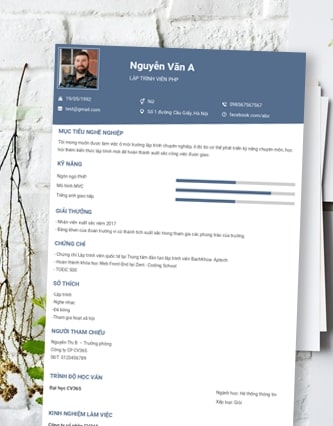 Nguyễn Văn A
LẬP TRÌNH VIÊN PHP
19/05/1992
Nữ
0965675675​67
test@gmail.com
Số 1 đường Cầu Giấy, Hà Nội
facebook.com/abc
MỤC TIÊU NGHỀ NGHIỆP
Tôi mong muốn được làm việc ở môi trường lập trình chuyên nghiệp, ở đó tôi có thể phát triển kỹ năng chuyên môn, học
hỏi thêm kiến thức lập trình mới để hoàn thành xuất sắc công việc được giao.
KỸ NĂNG
Ngôn ngữ PHP
Mô hình MVC
Tiếng anh giao tiếp
GIẢI THƯỞNG
- Nhân viên xuất sắc năm 2017
- Bằng khen của đoàn trường vì có thành tích xuất sắc trong tham gia các phong trào của trường.
CHỨNG CHỈ
- Chứng chỉ Lập trình viên quốc tế tại Trung tâm đào tạo lập trình viên BachKhoa- Aptech
- Hoàn thành khóa học Web Front-End tại Zent - Coding School
- TOEIC 500
SỞ THÍCH
-Lập trình
-Nghe nhạc
-Đá bóng
-Tham gia hoạt xã hội
NGƯỜI THAM CHIẾU
Nguyễn Thị B - Trưởng phòng
Công ty CP CV365
SĐT: 0123456789
TRÌNH ĐỘ HỌC VẤN
Đại học CV365
Ngành học: Hệ thống thông tin
Xếp loại: Giỏi
KINH NGHIỆM LÀM VIỆC
Công ty cổ phần CV365